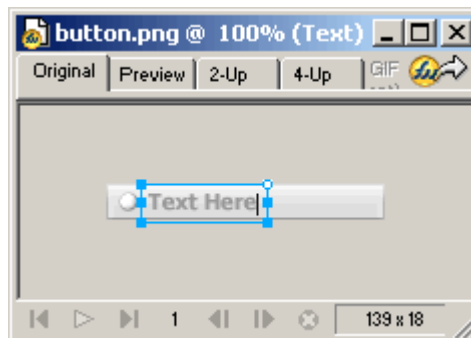 button.png @ 100% (Text)
Original Preview 2-Up 4-Up GIF
Text Here
1 139 x 18